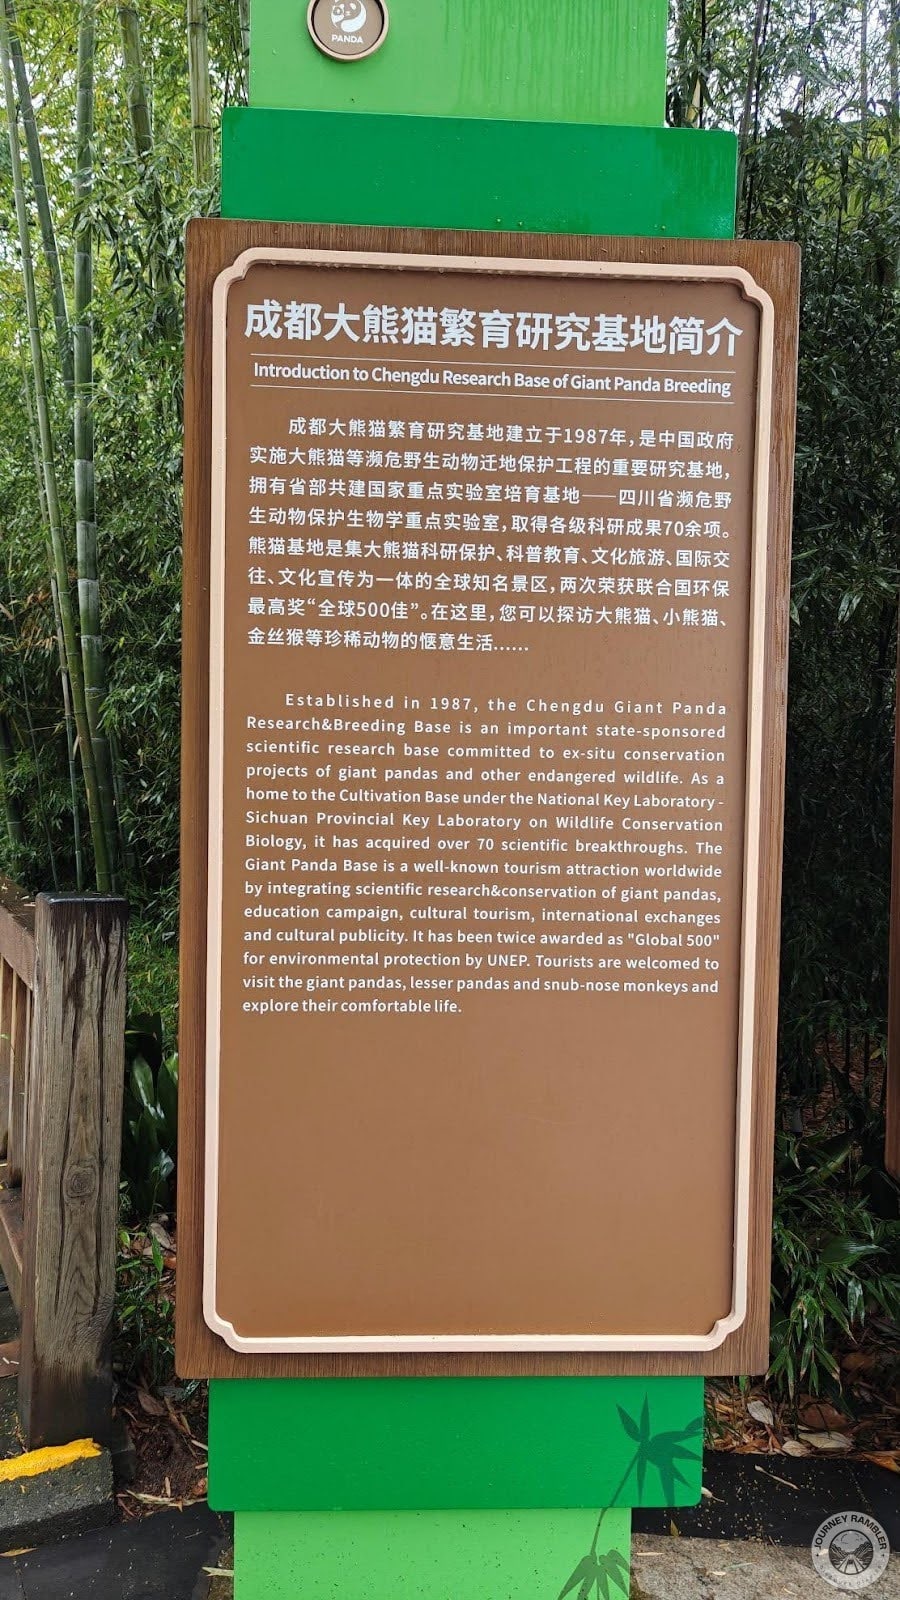 PANDA
成都大熊猫繁育研究基地简介
Introduction to Chengdu Research Base of Giant Panda Breeding
成都大熊猫繁育研究基地建立于1987年，是中国政府
实施大熊猫等濒危野生动物迁地保护工程的重要研究基地，
拥有省部共建国家重点实验室培育基地——四川省濒危野
生动物保护生物学重点实验室，取得各级科研成果70余项。
熊猫基地是集大熊猫科研保护、科普教育、文化旅游、国际交
往、文化宣传为一体的全球知名景区，两次荣获联合国环保
最高奖“全球500佳”。在这里，您可以探访大熊猫、小熊猫、
金丝猴等珍稀动物的惬意生活……
Established in 1987, the Chengdu Giant Panda
Research&Breeding Base is an important state-sponsored
scientific research base committed to ex-situ conservation
projects of giant pandas and other endangered wildlife. As a
home to the Cultivation Base under the National Key Laboratory -
Sichuan Provincial Key Laboratory on Wildlife Conservation
Biology, it has acquired over 70 scientific breakthroughs. The
Giant Panda Base is a well-known tourism attraction worldwide
by integrating scientific research&conservation of giant pandas,
education campaign, cultural tourism, international exchanges
and cultural publicity. It has been twice awarded as "Global 500"
for environmental protection by UNEP. Tourists are welcomed to
visit the giant pandas, lesser pandas and snub-nose monkeys and
explore their comfortable life.
JOURNEY RAMBLER